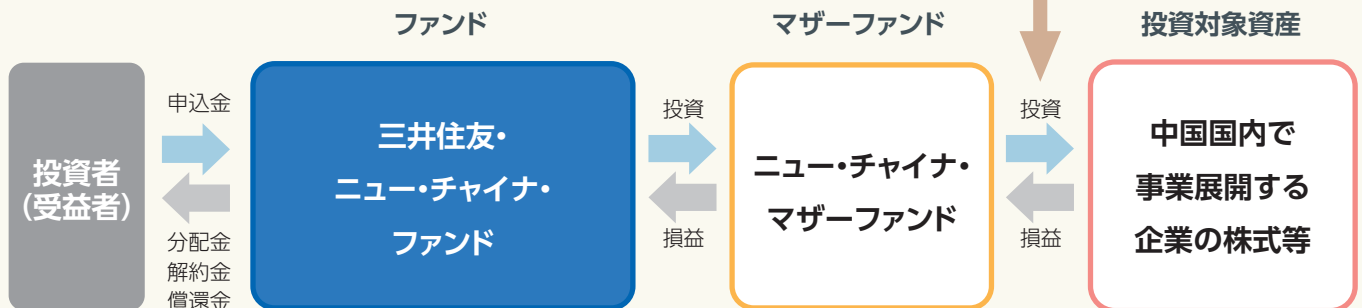 ファンド
マザーファンド
投資対象資産
投資者
（受益者）
申込金
分配金
解約金
償還金
三井住友・
ニュー・チャイナ・
ファンド
投資
損益
ニュー・チャイナ・
マザーファンド
投資
損益
中国国内で
事業展開する
企業の株式等